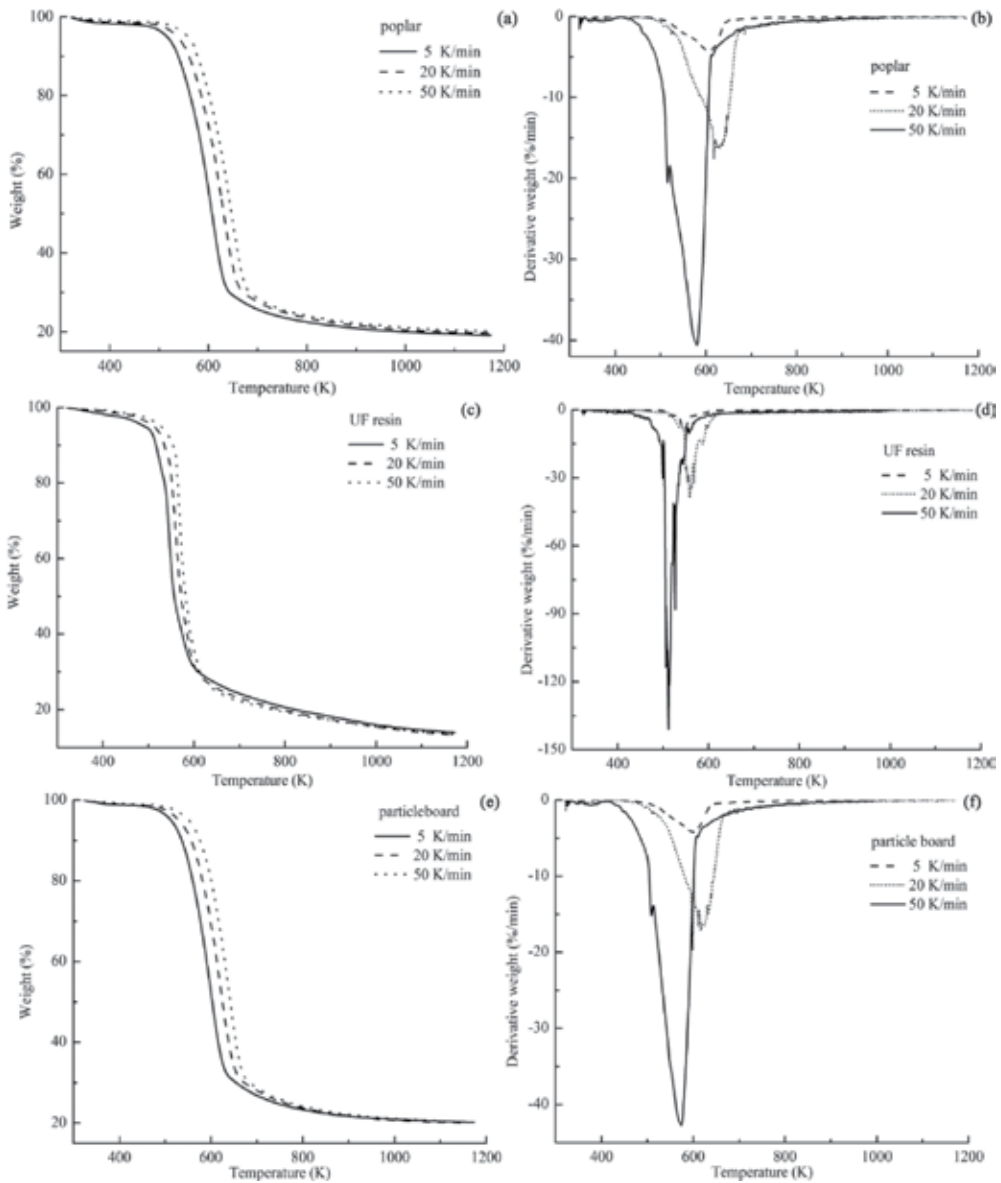 (a)
poplar
5 K/min
20 K/min
50 K/min
100
80
60
40
20
Weight (%)
400
600
800
1000
1200
Temperature (K)
(b)
poplar
5 K/min
20 K/min
50 K/min
0
-10
-20
-30
-40
Derivative weight (%/min)
400
600
800
1000
1200
Temperature (K)
(c)
UF resin
5 K/min
20 K/min
50 K/min
100
80
60
40
20
Weight (%)
400
600
800
1000
1200
Temperature (K)
(d)
UF resin
5 K/min
20 K/min
50 K/min
0
-30
-60
-90
-120
-150
Derivative weight (%/min)
400
600
800
1000
1200
Temperature (K)
(e)
particleboard
5 K/min
20 K/min
50 K/min
100
80
60
40
20
Weight (%)
400
600
800
1000
1200
Temperature (K)
(f)
particle board
5 K/min
20 K/min
50 K/min
0
-10
-20
-30
-40
Derivative weight (%/min)
400
600
800
1000
1200
Temperature (K)